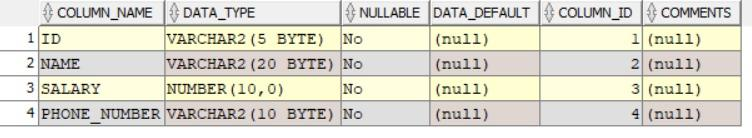 COLUMN_NAME DATA_TYPE NULLABLE DATA_DEFAULT COLUMN_ID COMMENTS
1 ID VARCHAR2(5 BYTE) No (null) 1 (null)
2 NAME VARCHAR2(20 BYTE) No (null) 2 (null)
3 SALARY NUMBER(10,0) No (null) 3 (null)
4 PHONE_NUMBER VARCHAR2(10 BYTE) No (null) 4 (null)